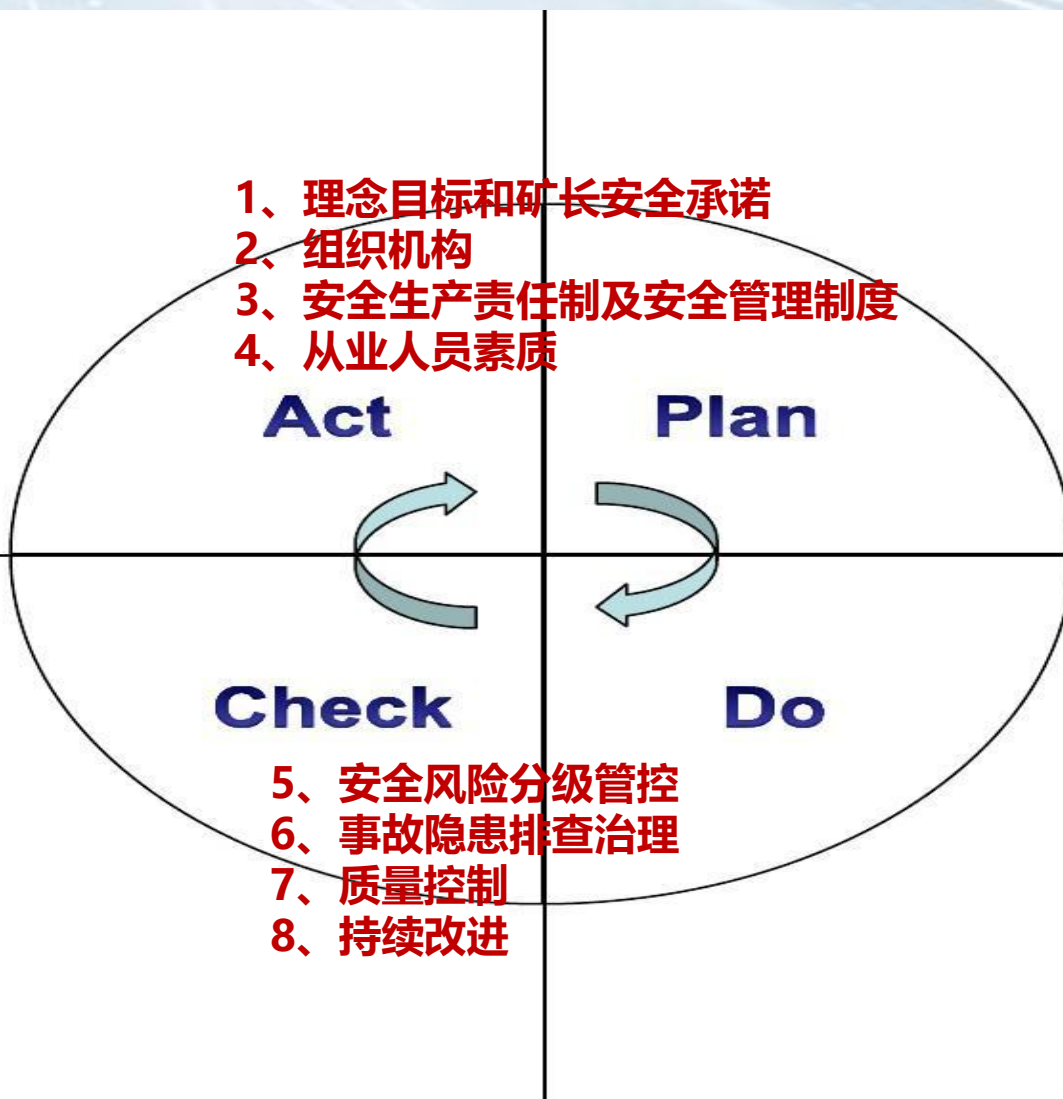 1、理念目标和矿长安全承诺
2、组织机构
3、安全生产责任制及安全管理制度
4、从业人员素质
Act
Plan
Check
Do
5、安全风险分级管控
6、事故隐患排查治理
7、质量控制
8、持续改进